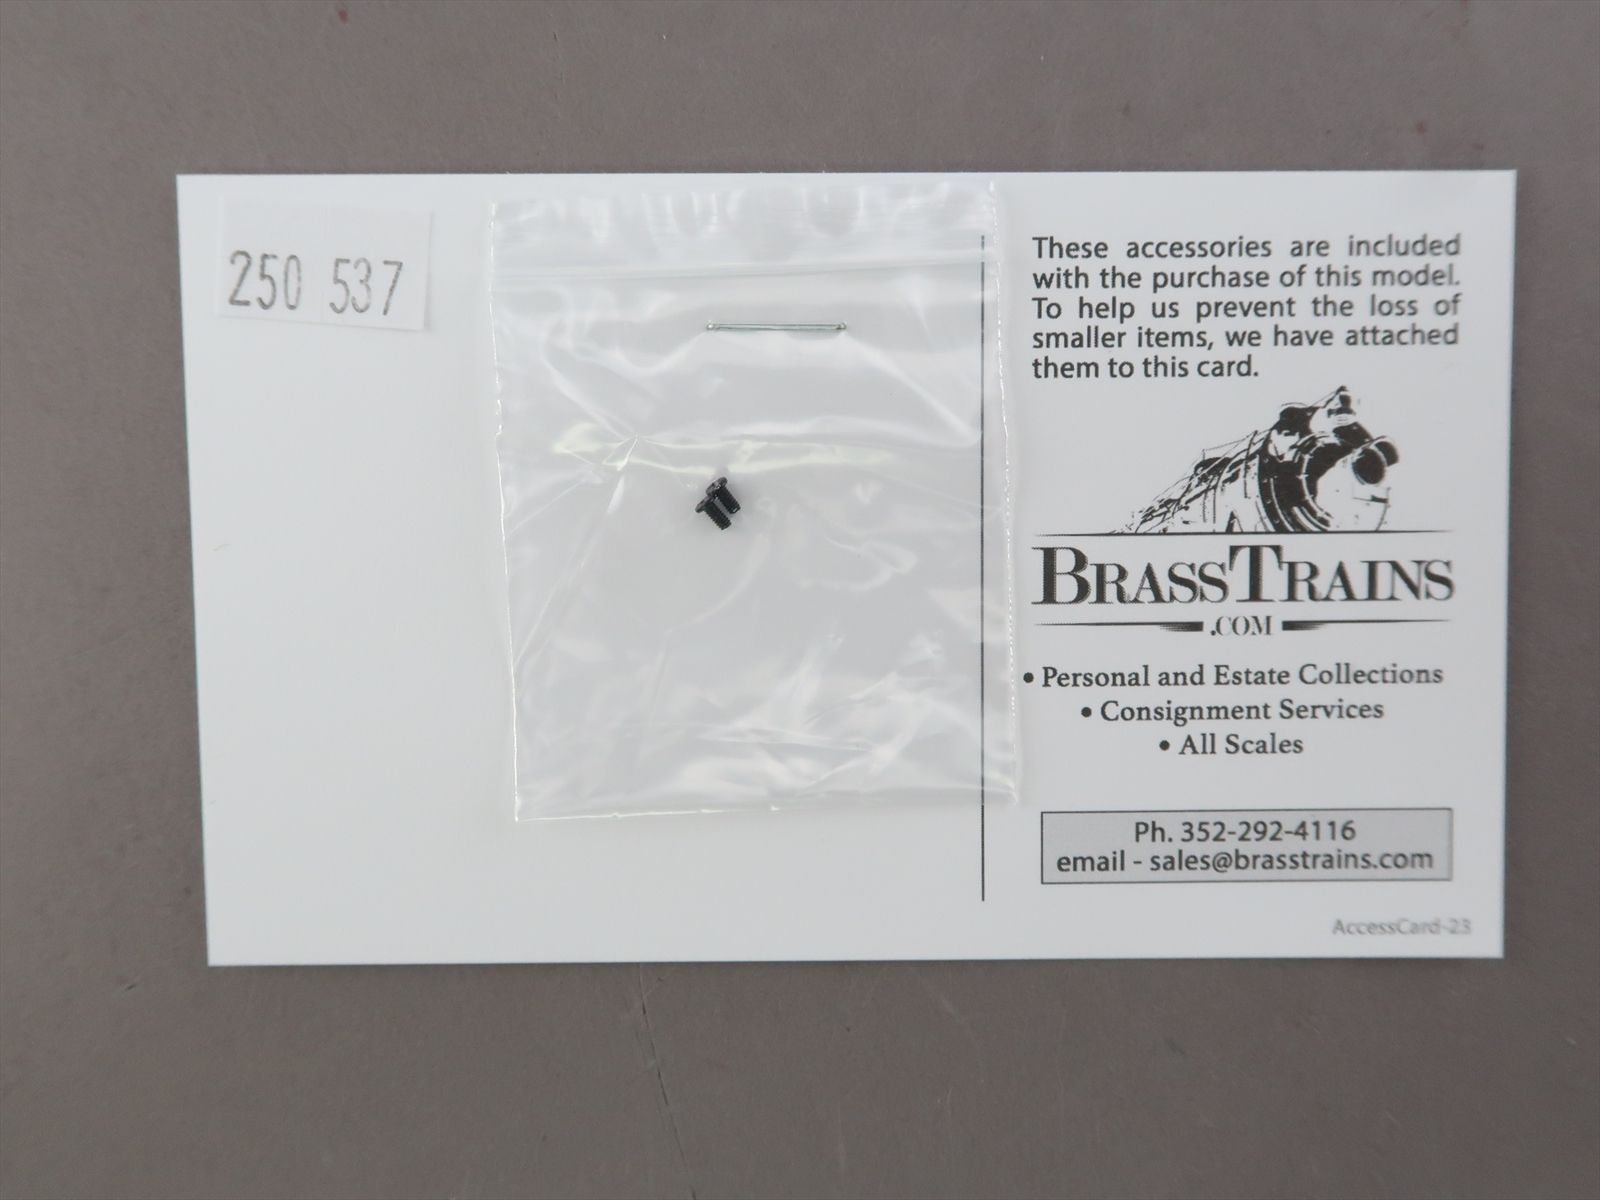 250 537
These accessories are included
with the purchase of this model.
To help us prevent the loss of
smaller items, we have attached
them to this card.
BRASSTRAINS
.COM
• Personal and Estate Collections
• Consignment Services
• All Scales
Ph. 352-292-4116
email - sales@brasstrains.com
AccessCard-23